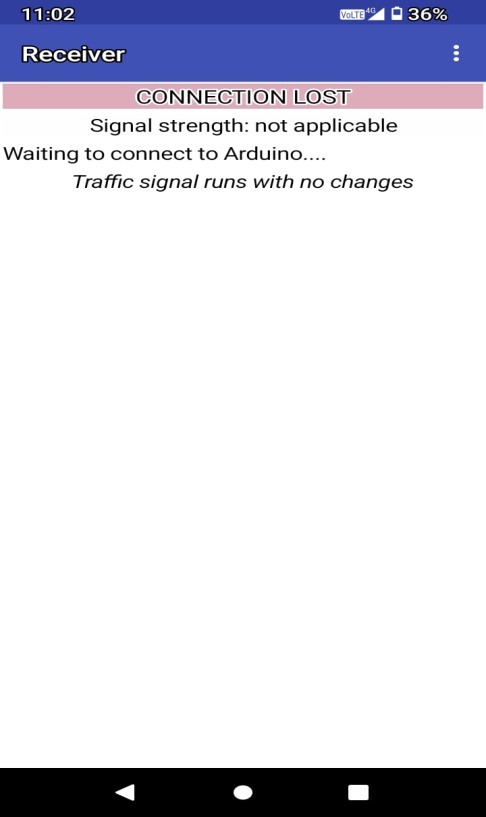 11:02 VoLTE 4G 36%
Receiver
CONNECTION LOST
Signal strength: not applicable
Waiting to connect to Arduino....
Traffic signal runs with no changes